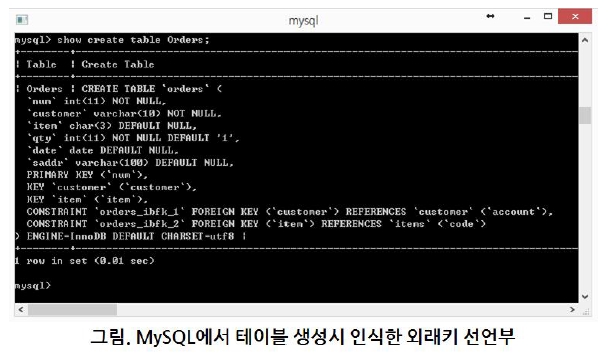 mysql
mysql> show create table Orders;
+--------+--------------
| Table  | Create Table
+--------+--------------
| Orders | CREATE TABLE `orders` (
  `num` int(11) NOT NULL,
  `customer` varchar(10) NOT NULL,
  `item` char(3) DEFAULT NULL,
  `qty` int(11) NOT NULL DEFAULT '1',
  `date` date DEFAULT NULL,
  `saddr` varchar(100) DEFAULT NULL,
  PRIMARY KEY (`num`),
  KEY `customer` (`customer`),
  KEY `item` (`item`),
  CONSTRAINT `orders_ibfk_1` FOREIGN KEY (`customer`) REFERENCES `customer` (`account`),
  CONSTRAINT `orders_ibfk_2` FOREIGN KEY (`item`) REFERENCES `items` (`code`)
) ENGINE=InnoDB DEFAULT CHARSET=utf8 |
+--------+--------------
1 row in set (0.01 sec)
mysql>
그림. MySQL에서 테이블 생성시 인식한 외래키 선언부